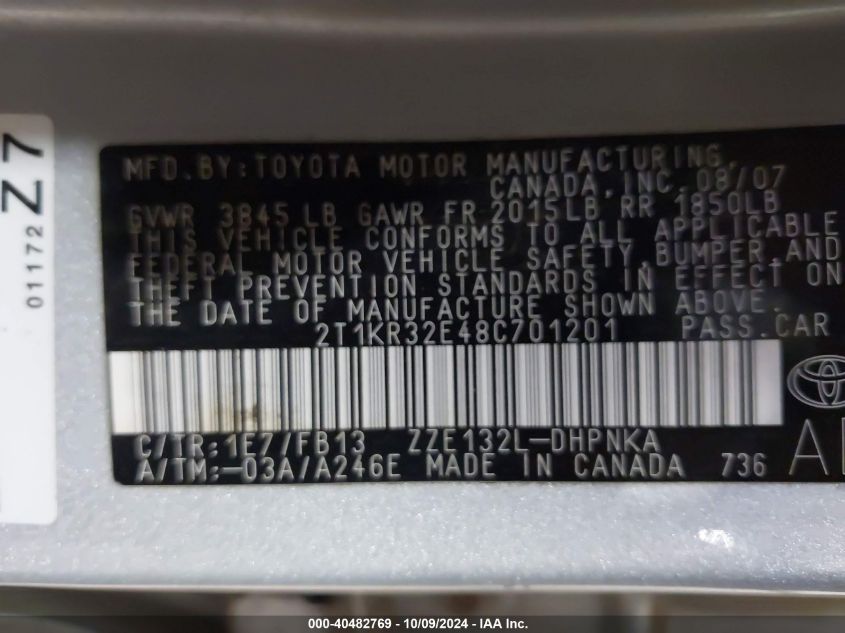 Z7
01172
MFD. BY: TOYOTA MOTOR MANUFACTURING,
CANADA, INC. 08/07
GVWR 3845 LB GAWR FR 2015LB RR 1850LB
THIS VEHICLE CONFORMS TO ALL APPLICABLE
FEDERAL MOTOR VEHICLE SAFETY, BUMPER, AND
THEFT PREVENTION STANDARDS IN EFFECT ON
THE DATE OF MANUFACTURE SHOWN ABOVE.
2T1KR32E48C701201 PASS. CAR
C/TR:1E7/FB13 ZZE132L-DHPNKA
A/TM:-03A/A246E MADE IN CANADA 736
000-40482769 - 10/09/2024 - IAA Inc.